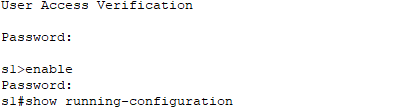 User Access Verification
Password:
s1>enable
Password:
s1#show running-configuration